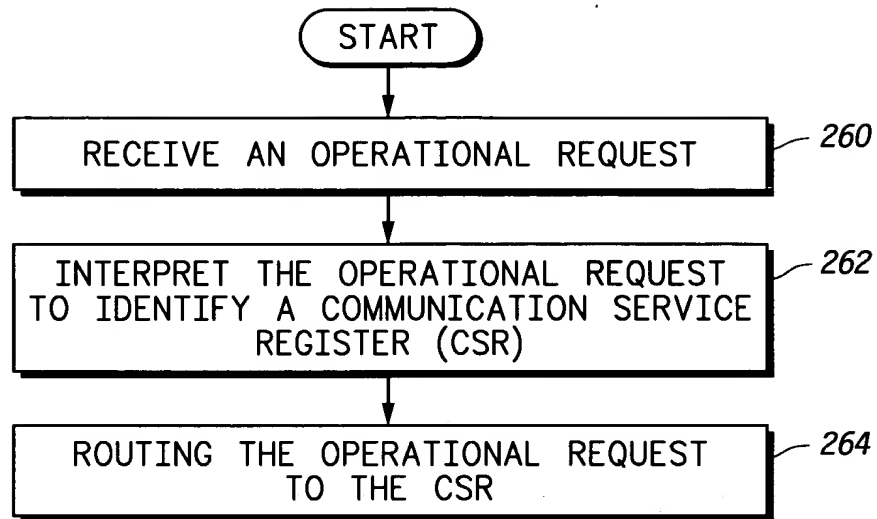 START
RECEIVE AN OPERATIONAL REQUEST
260
INTERPRET THE OPERATIONAL REQUEST
TO IDENTIFY A COMMUNICATION SERVICE
REGISTER (CSR)
262
ROUTING THE OPERATIONAL REQUEST
TO THE CSR
264